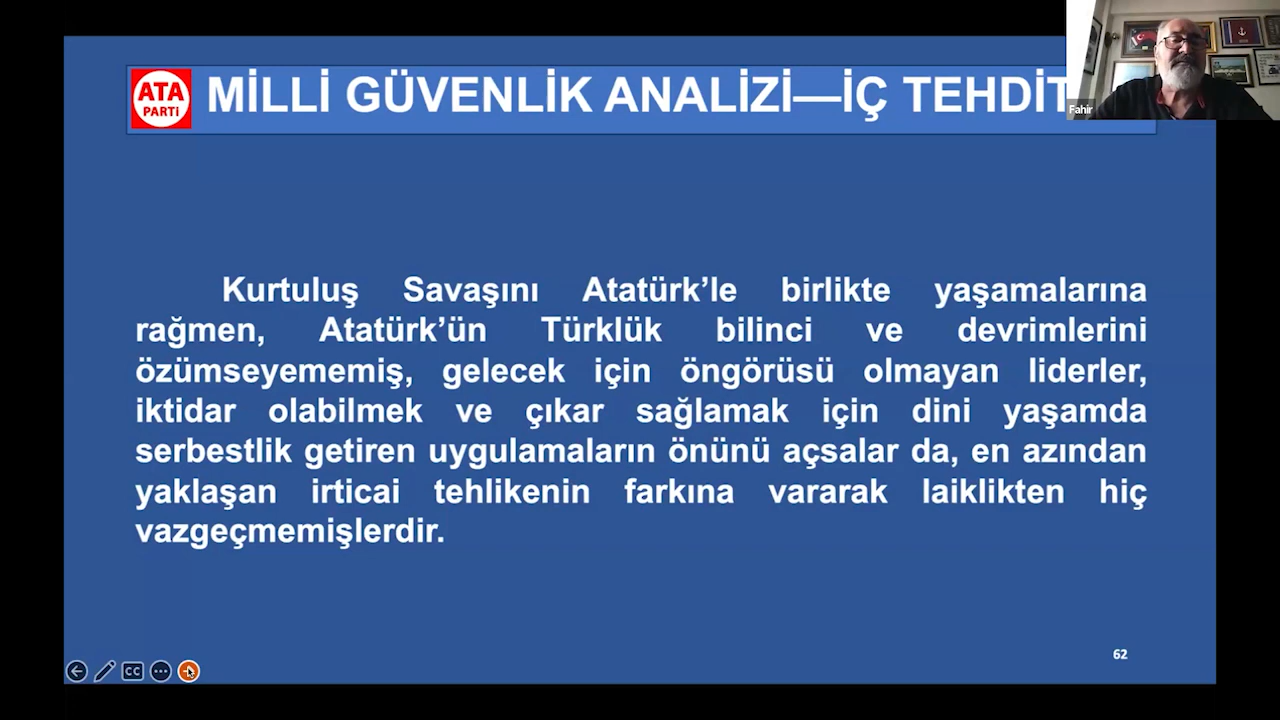 ATA
PARTİ
MİLLİ GÜVENLİK ANALİZİ—İÇ TEHDİT
Fahir
Kurtuluş Savaşını Atatürk’le birlikte yaşamalarına
rağmen, Atatürk’ün Türklük bilinci ve devrimlerini
özümseyememiş, gelecek için öngörüsü olmayan liderler,
iktidar olabilmek ve çıkar sağlamak için dini yaşamda
serbestlik getiren uygulamaların önünü açsalar da, en azından
yaklaşan irticai tehlikenin farkına vararak laiklikten hiç
vazgeçmemişlerdir.
62
CC